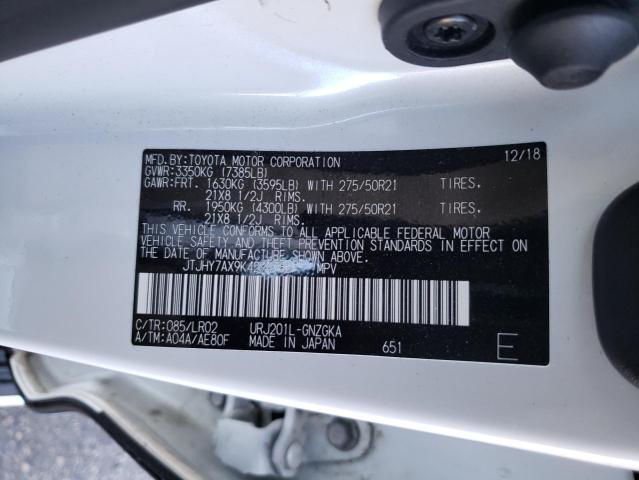 MFD. BY: TOYOTA MOTOR CORPORATION 12/18
GVWR: 3350KG (7385LB)
GAWR: FRT. 1630KG (3595LB) WITH 275/50R21 TIRES.
21X8 1/2J RIMS.
RR. 1950KG (4300LB) WITH 275/50R21 TIRES.
21X8 1/2J RIMS.
THIS VEHICLE CONFORMS TO ALL APPLICABLE FEDERAL MOTOR
VEHICLE SAFETY AND THEFT PREVENTION STANDARDS IN EFFECT ON
THE DATE OF MANUFACTURE SHOWN ABOVE.
JTJHY7AX9K4 MPV
C/TR: 085/LR02 URJ201L-GNZGKA
A/TM: A04A/AE80F MADE IN JAPAN 651 E